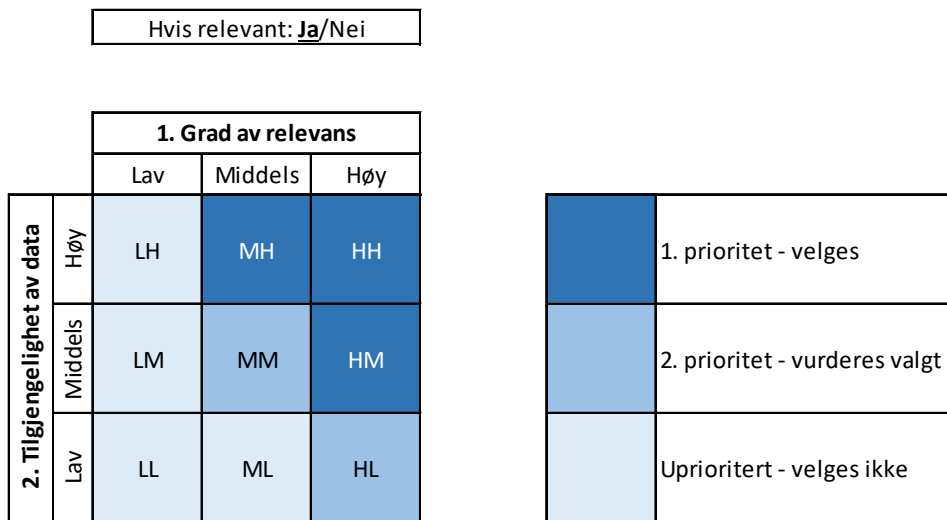 Hvis relevant: Ja/Nei
1. Grad av relevans
Lav Middels Høy
2. Tilgjengelighet av data
Høy
LH MH HH
1. prioritet - velges
Middels
LM MM HM
2. prioritet - vurderes valgt
Lav
LL ML HL
Uprioritert - velges ikke